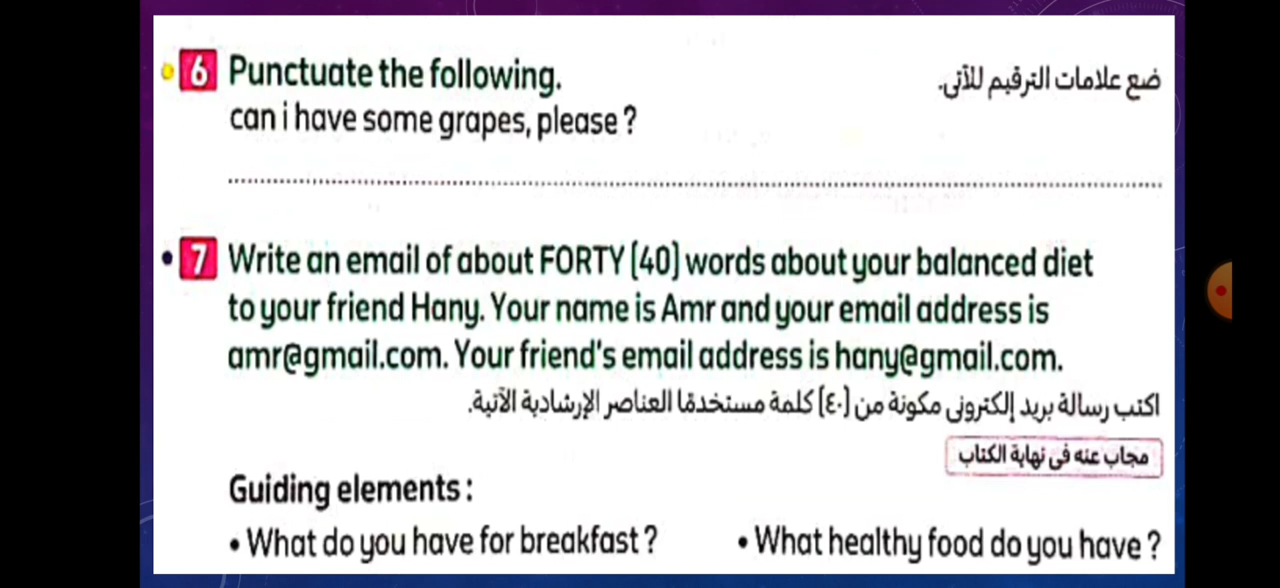 6 Punctuate the following. ضع علامات الترقيم للآتى.
can i have some grapes, please ?
7 Write an email of about FORTY (40) words about your balanced diet
to your friend Hany. Your name is Amr and your email address is
amr@gmail.com. Your friend's email address is hany@gmail.com.
اكتب رسالة بريد إلكترونى مكونة من (٤٠) كلمة مستخدمًا العناصر الإرشادية الآتية.
مجاب عنه فى نهاية الكتاب
Guiding elements :
• What do you have for breakfast ? • What healthy food do you have ?